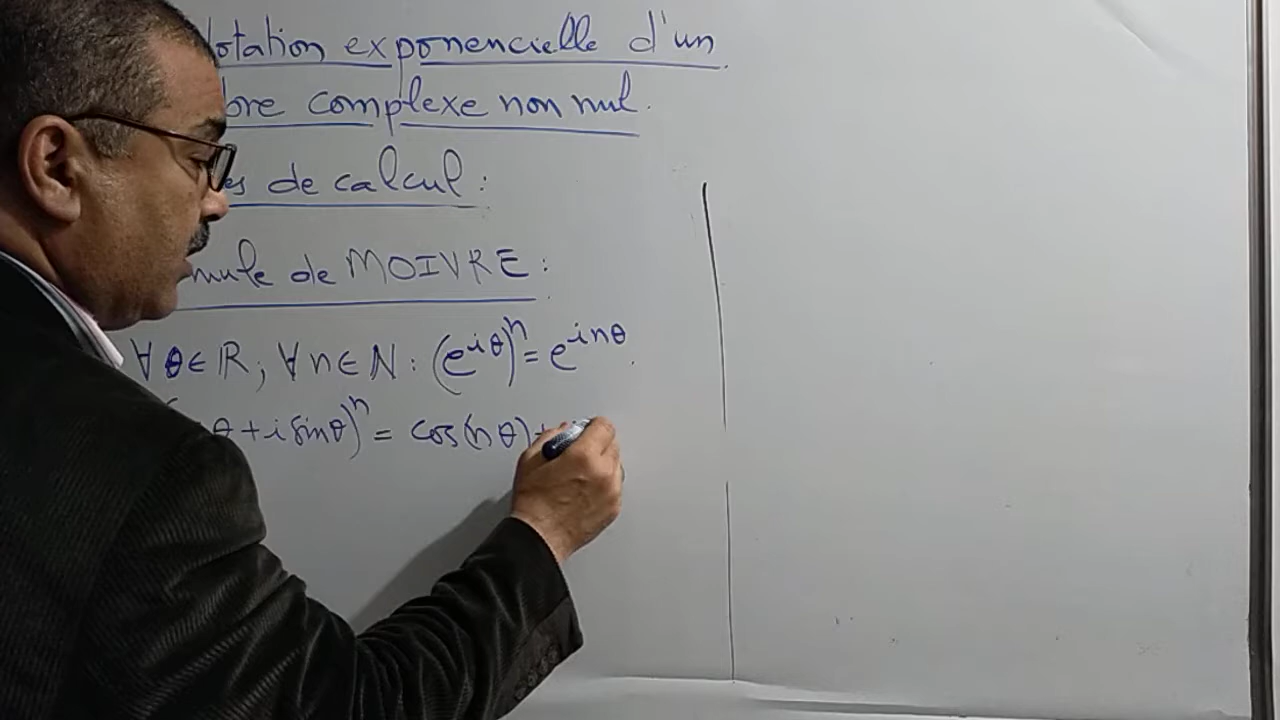 otation exponencielle d'un
bre complexe non nul.
es de calcul :
mule de MOIVRE :
∀θ∈ℝ ; ∀n∈ℕ : (e^{iθ})^n = e^{inθ}.
θ + i sinθ)^n = cos(nθ) +